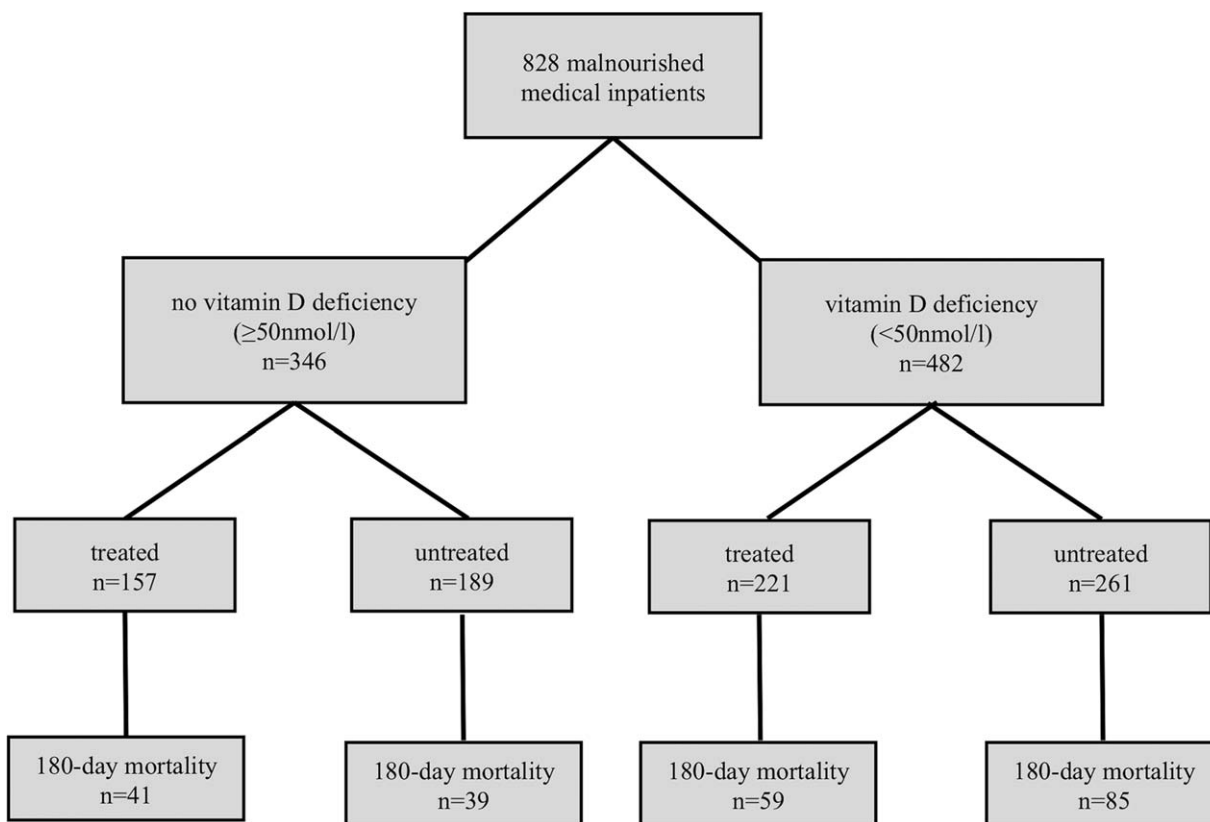 828 malnourished
medical inpatients
no vitamin D deficiency
(≥50nmol/l)
n=346
vitamin D deficiency
(<50nmol/l)
n=482
treated
n=157
untreated
n=189
treated
n=221
untreated
n=261
180-day mortality
n=41
180-day mortality
n=39
180-day mortality
n=59
180-day mortality
n=85